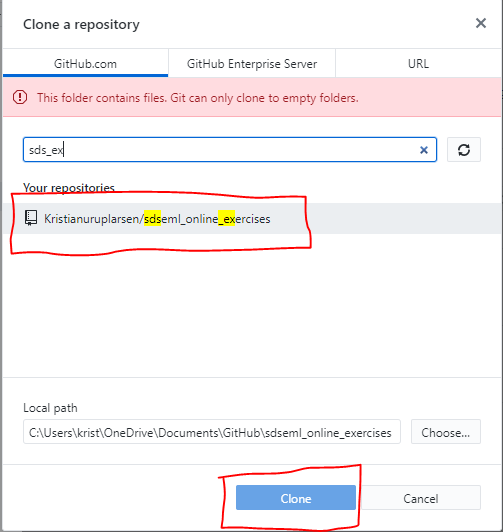 Clone a repository
GitHub.com
GitHub Enterprise Server
URL
This folder contains files. Git can only clone to empty folders.
sds_ex
Your repositories
Kristianuruplarsen/sdseml_online_exercises
Local path
C:\Users\krist\OneDrive\Documents\GitHub\sdseml_online_exercises
Choose...
Clone
Cancel